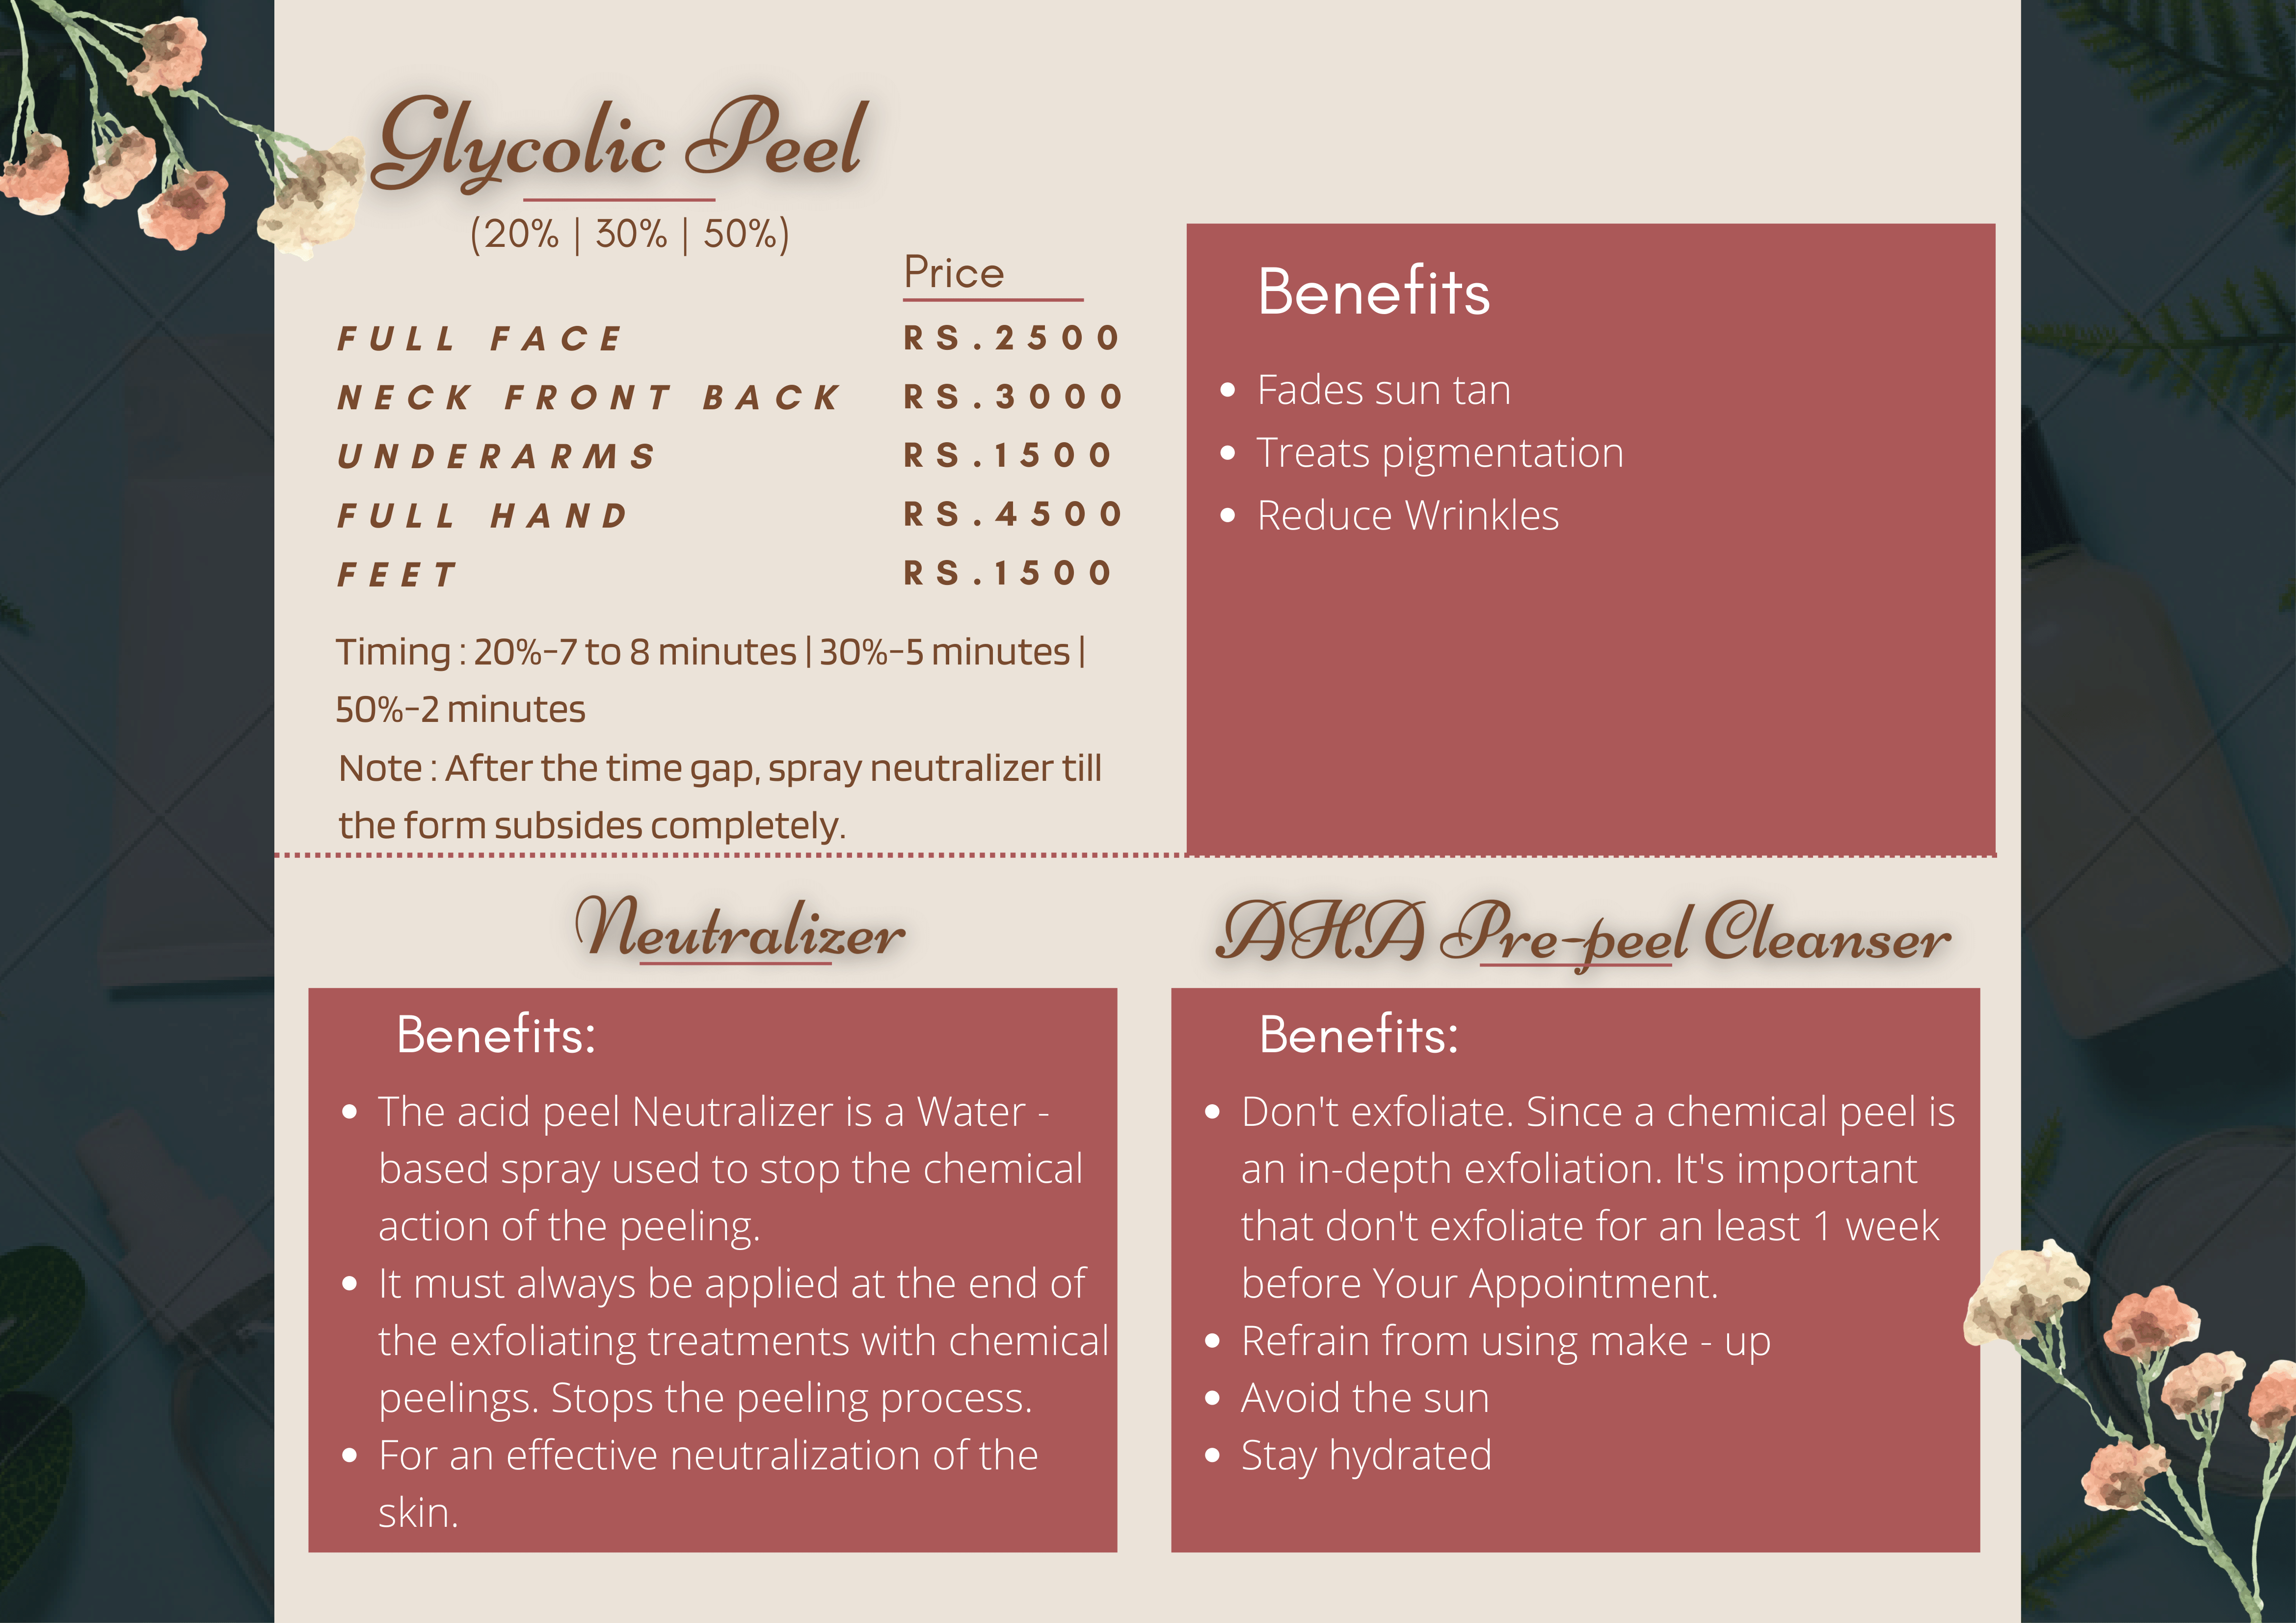 Glycolic Peel
(20% | 30% | 50%)
Price
FULL FACE RS.2500
NECK FRONT BACK RS.3000
UNDERARMS RS.1500
FULL HAND RS.4500
FEET RS.1500
Timing : 20%-7 to 8 minutes | 30%-5 minutes |
50%-2 minutes
Note : After the time gap, spray neutralizer till
the form subsides completely.
Benefits
• Fades sun tan
• Treats pigmentation
• Reduce Wrinkles
Neutralizer
Benefits:
• The acid peel Neutralizer is a Water -
based spray used to stop the chemical
action of the peeling.
• It must always be applied at the end of
the exfoliating treatments with chemical
peelings. Stops the peeling process.
• For an effective neutralization of the
skin.
AHA Pre-peel Cleanser
Benefits:
• Don't exfoliate. Since a chemical peel is
an in-depth exfoliation. It's important
that don't exfoliate for an least 1 week
before Your Appointment.
• Refrain from using make - up
• Avoid the sun
• Stay hydrated